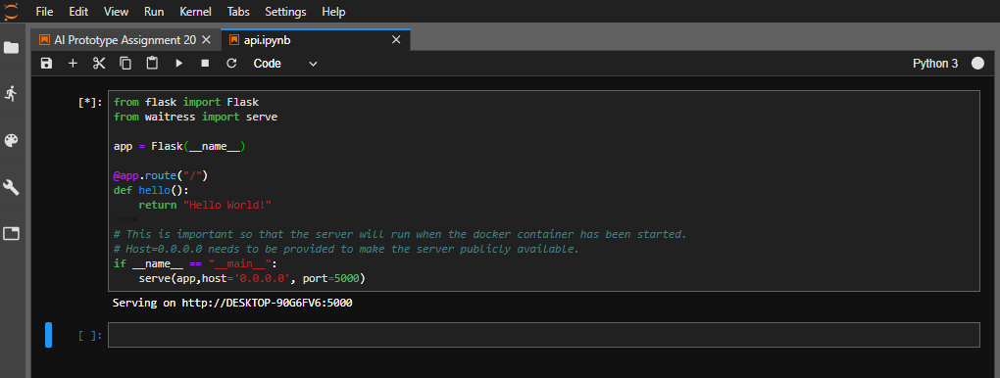 File Edit View Run Kernel Tabs Settings Help
AI Prototype Assignment 20 api.ipynb
Code Python 3
[*]: from flask import Flask
from waitress import serve
app = Flask(__name__)
@app.route("/")
def hello():
return "Hello World!"
# This is important so that the server will run when the docker container has been started.
# Host=0.0.0.0 needs to be provided to make the server publicly available.
if __name__ == "__main__":
serve(app,host='0.0.0.0', port=5000)
Serving on http://DESKTOP-90G6FV6:5000
[ ]: